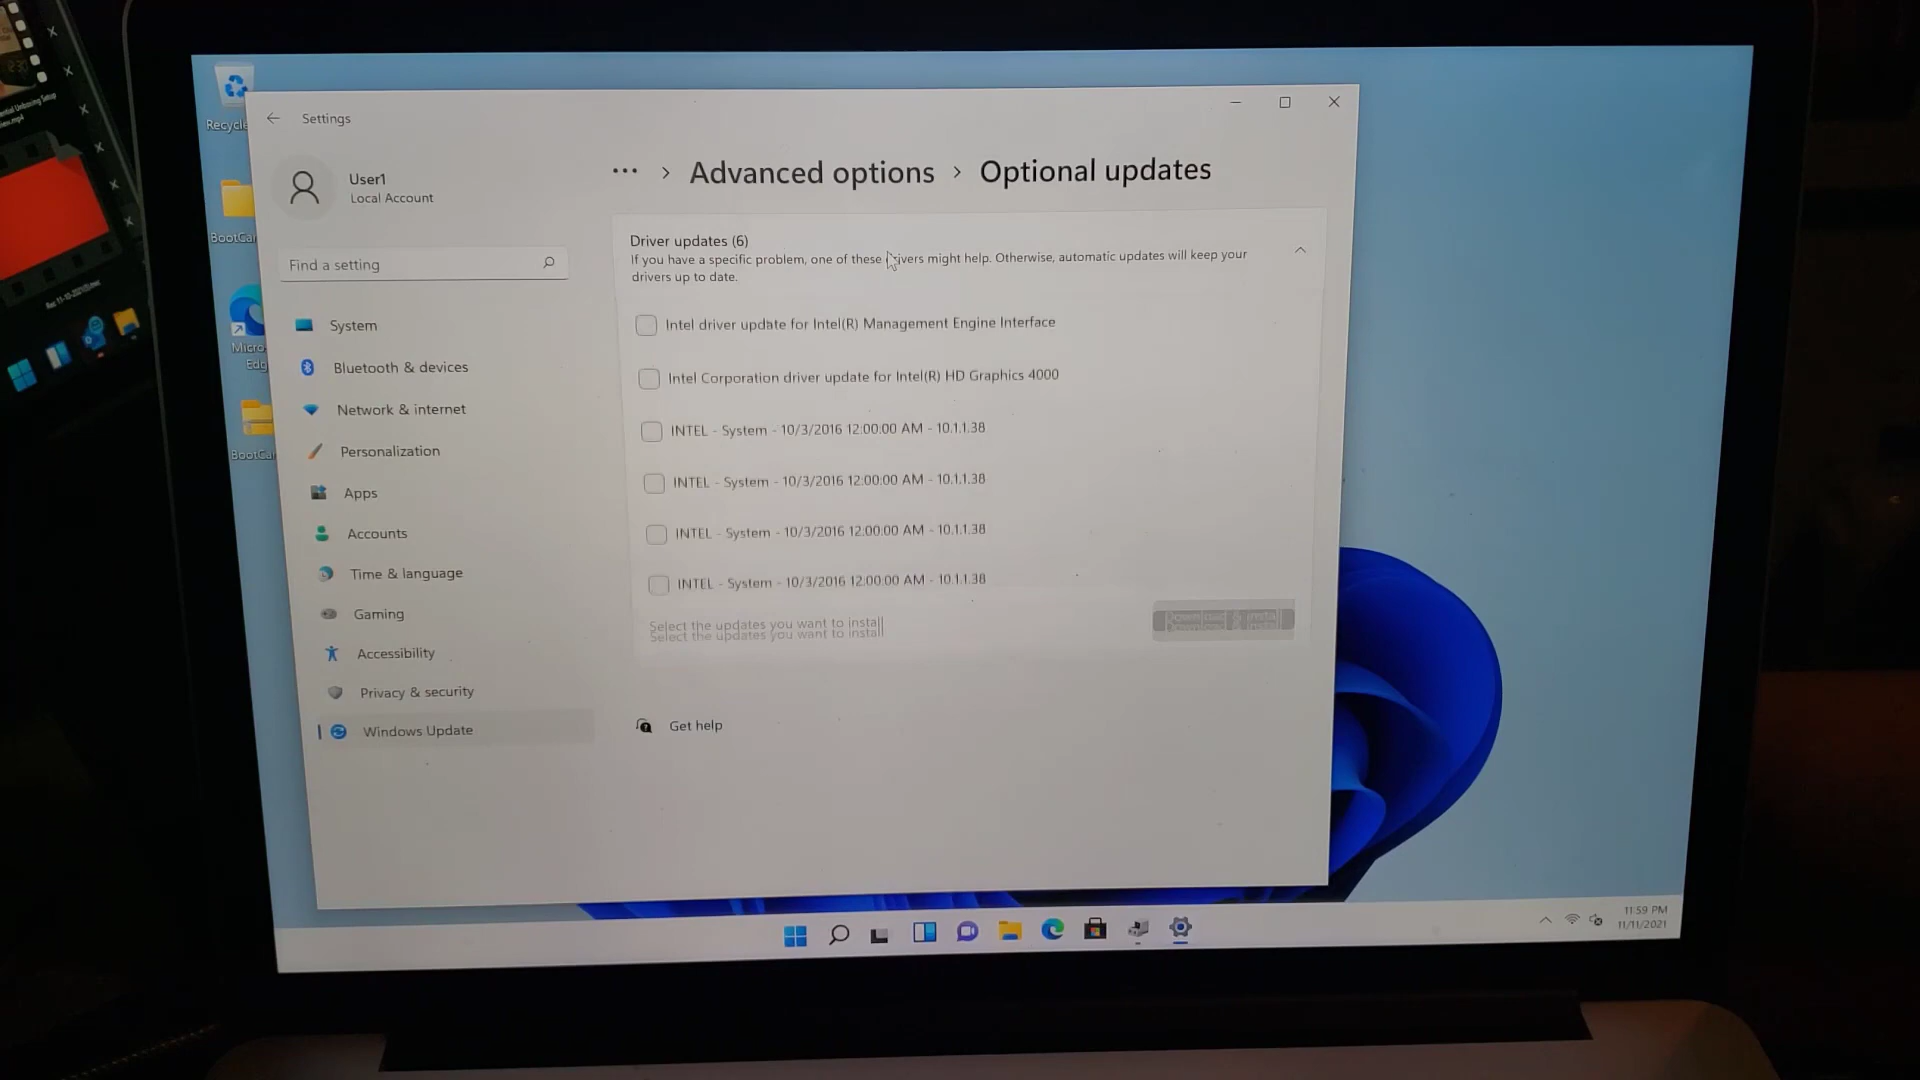 Settings
User1
Local Account
Find a setting
System
Bluetooth & devices
Network & internet
Personalization
Apps
Accounts
Time & language
Gaming
Accessibility
Privacy & security
Windows Update
••• > Advanced options > Optional updates
Driver updates (6)
If you have a specific problem, one of these drivers might help. Otherwise, automatic updates will keep your
drivers up to date.
Intel driver update for Intel(R) Management Engine Interface
Intel Corporation driver update for Intel(R) HD Graphics 4000
INTEL - System - 10/3/2016 12:00:00 AM - 10.1.1.38
INTEL - System - 10/3/2016 12:00:00 AM - 10.1.1.38
INTEL - System - 10/3/2016 12:00:00 AM - 10.1.1.38
INTEL - System - 10/3/2016 12:00:00 AM - 10.1.1.38
Select the updates you want to install
Download & install
Get help
Recycle
BootCa
Micro
Edg
BootCa
11:59 PM
11/11/2021